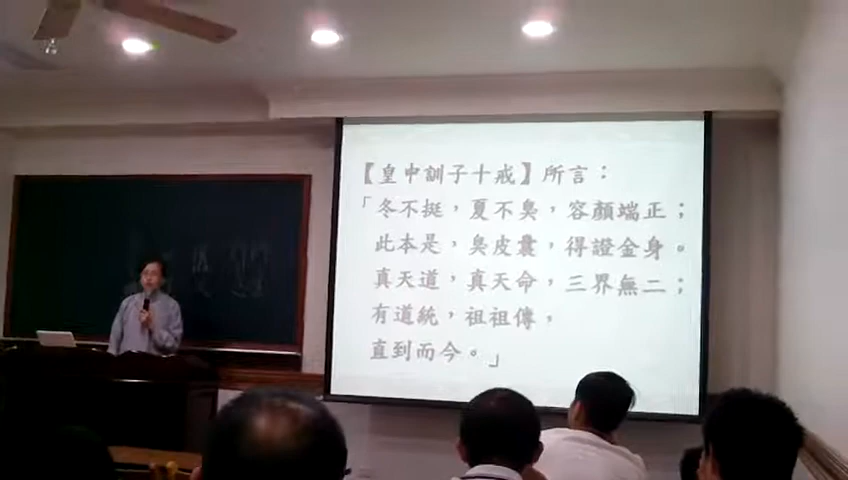 【皇中訓子十戒】所言：
「冬不挺，夏不臭，容顏端正；
此本是，臭皮囊，得證金身。
真天道，真天命，三界無二；
有道統，祖祖傳，
直到而今。」